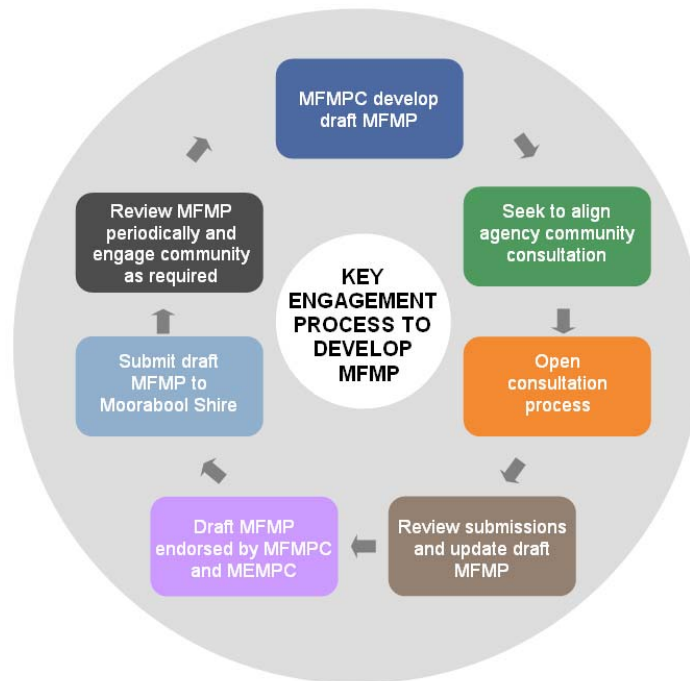 MFMPC develop
draft MFMP
Seek to align
agency community
consultation
Open
consultation
process
Review submissions
and update draft
MFMP
Draft MFMP
endorsed by MFMPC
and MEMPC
Submit draft
MFMP to
Moorabool Shire
Review MFMP
periodically and
engage community
as required
KEY
ENGAGEMENT
PROCESS TO
DEVELOP
MFMP